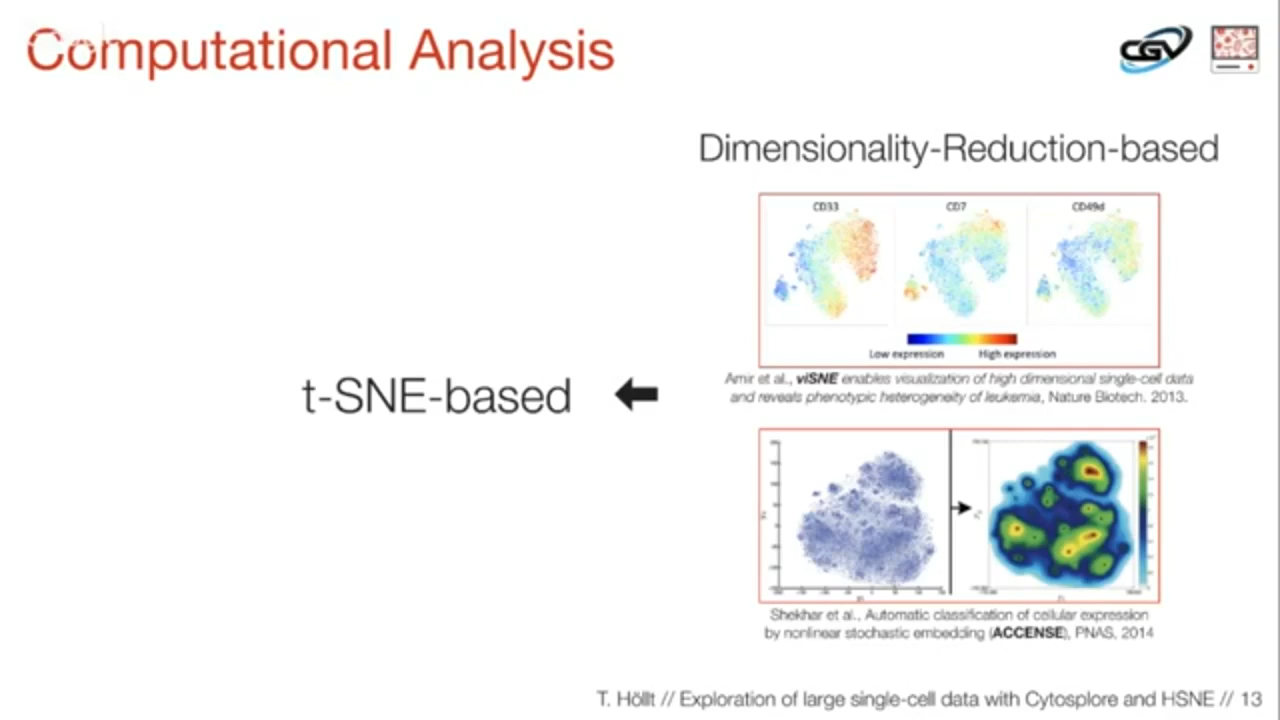 Computational Analysis
CGV
Dimensionality-Reduction-based
CD33 CD7 CD49d
Low expression High expression
Amir et al., viSNE enables visualization of high dimensional single-cell data
and reveals phenotypic heterogeneity of leukemia, Nature Biotech. 2013.
t-SNE-based
Shekhar et al., Automatic classification of cellular expression
by nonlinear stochastic embedding (ACCENSE), PNAS, 2014
T. Höllt // Exploration of large single-cell data with Cytosplore and HSNE // 13